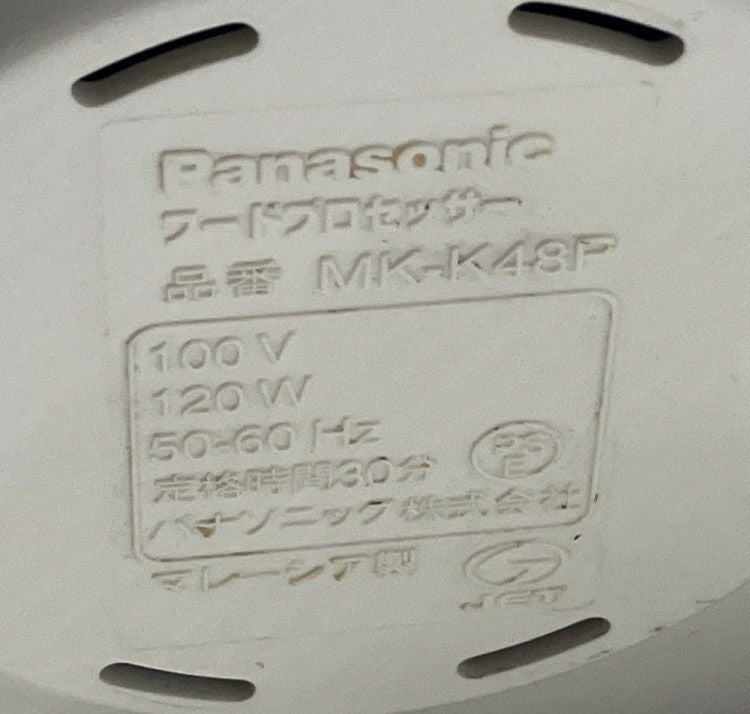 Panasonic
フードプロセッサー
品番 MK-K48P
100 V
120 W
50-60 Hz
定格時間30分
パナソニック株式会社
PS
E
マレーシア製
JET